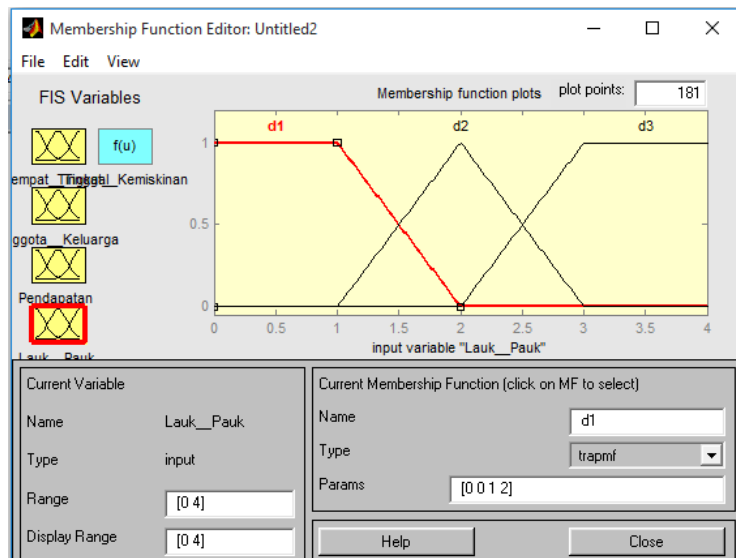 Membership Function Editor: Untitled2
File Edit View
FIS Variables
Membership function plots
plot points:
181
f(u)
empat_Tin
Kemiskinan
ggota__Keluarga
Pendapatan
Lauk__Pauk
d1 d2 d3
1
0.5
0
0 0.5 1 1.5 2 2.5 3 3.5 4
input variable "Lauk__Pauk"
Current Variable
Name Lauk__Pauk
Type input
Range [0 4]
Display Range [0 4]
Current Membership Function (click on MF to select)
Name d1
Type trapmf
Params [0 0 1 2]
Help Close